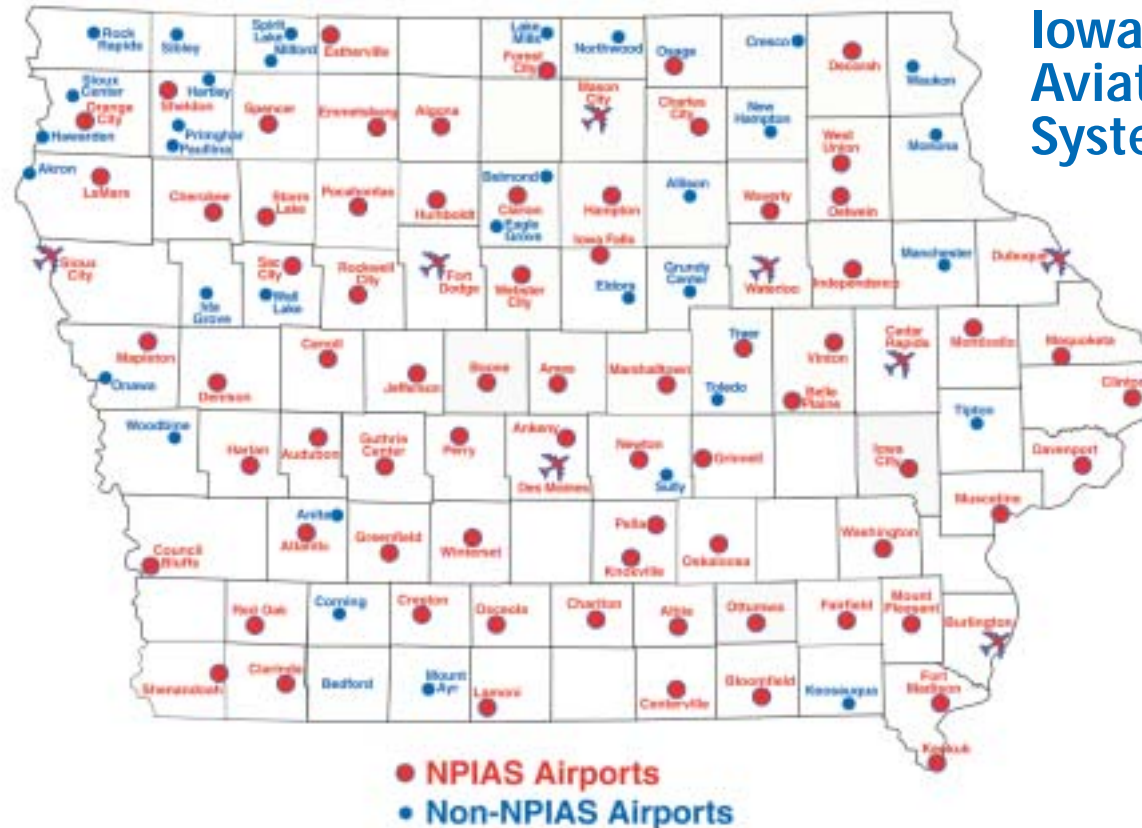 Iowa
Aviat
Syste
Rock
Rapids
Sibley
Spirit
Lake
Milford
Estherville
Lake
Mills
Forest
City
Northwood
Osage
Cresco
Decorah
Waukon
Sioux
Center
Orange
City
Hawarden
Hartley
Sheldon
Primghar
Paullina
Spencer
Emmetsburg
Algona
Mason
City
Charles
City
New
Hampton
West
Union
Monona
Akron
LeMars
Cherokee
Storm
Lake
Pocahontas
Humboldt
Belmond
Clarion
Eagle
Grove
Hampton
Allison
Waverly
Oelwein
Sioux
City
Ida
Grove
Sac
City
Wall
Lake
Rockwell
City
Fort
Dodge
Webster
City
Iowa Falls
Eldora
Grundy
Center
Waterloo
Independence
Manchester
Dubuque
Mapleton
Onawa
Denison
Carroll
Jefferson
Boone
Ames
Marshalltown
Traer
Toledo
Vinton
Belle
Plaine
Cedar
Rapids
Monticello
Maquoketa
Clinton
Woodbine
Harlan
Audubon
Guthrie
Center
Perry
Ankeny
Des Moines
Newton
Sully
Grinnell
Iowa
City
Tipton
Davenport
Muscatine
Council
Bluffs
Anita
Atlantic
Greenfield
Winterset
Pella
Knoxville
Oskaloosa
Washington
Red Oak
Corning
Creston
Osceola
Chariton
Albia
Ottumwa
Fairfield
Mount
Pleasant
Burlington
Shenandoah
Clarinda
Bedford
Mount
Ayr
Lamoni
Centerville
Bloomfield
Keosauqua
Fort
Madison
Keokuk
NPIAS Airports
Non-NPIAS Airports